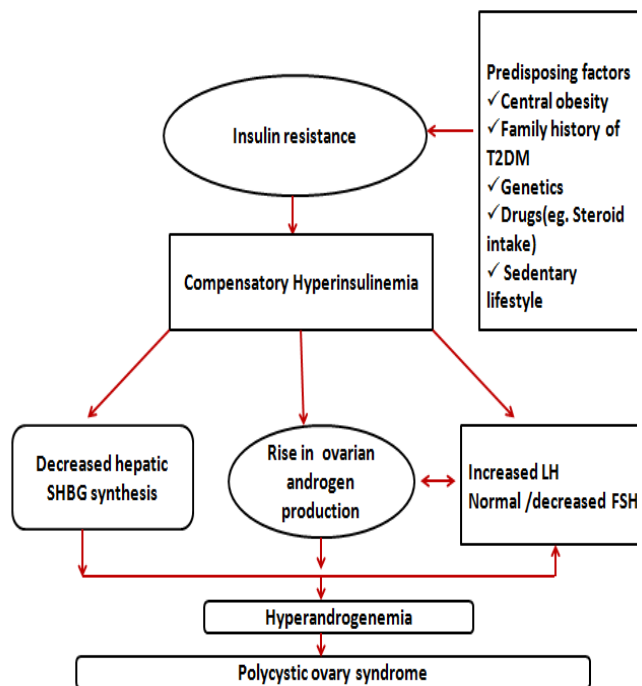 Predisposing factors
✓Central obesity
✓Family history of
T2DM
✓Genetics
✓Drugs(eg. Steroid
intake)
✓ Sedentary
lifestyle
Insulin resistance
Compensatory Hyperinsulinemia
Decreased hepatic
SHBG synthesis
Rise in ovarian
androgen
production
Increased LH
Normal /decreased FSH
Hyperandrogenemia
Polycystic ovary syndrome